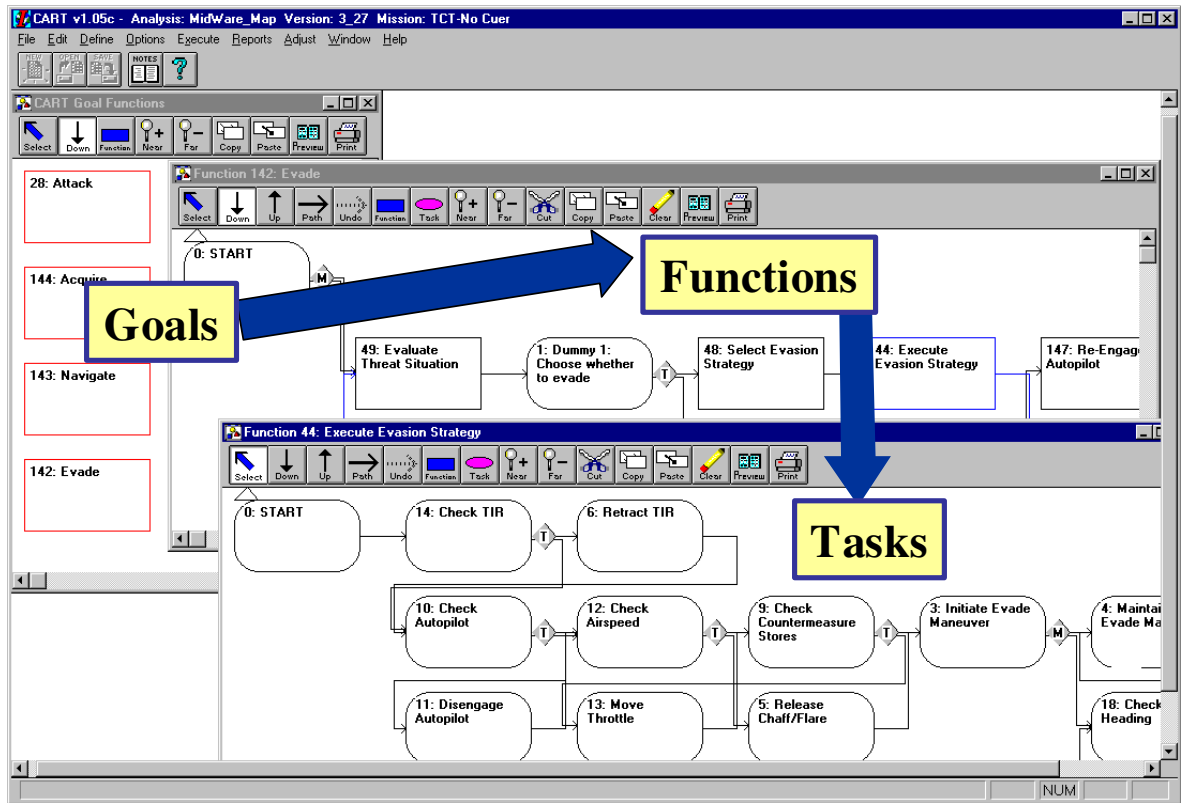 CART v1.05c - Analysis: MidWare_Map Version: 3_27 Mission: TCT-No Cuer
File Edit Define Options Execute Reports Adjust Window Help
NEW OPEN SAVE NOTES
CART Goal Functions
Select Down Function Near Far Copy Paste Preview Print
28: Attack
144: Acquire
143: Navigate
142: Evade
Function 142: Evade
Select Down Up Path Undo Function Task Near Far Cut Copy Paste Clear Preview Print
0: START
M
Goals
Functions
49: Evaluate
Threat Situation
1: Dummy 1:
Choose whether
to evade
T
48: Select Evasion
Strategy
44: Execute
Evasion Strategy
147: Re-Engag
Autopilot
Function 44: Execute Evasion Strategy
Select Down Up Path Undo Function Task Near Far Cut Copy Paste Clear Preview Print
Tasks
0: START
14: Check TIR
T
6: Retract TIR
10: Check
Autopilot
T
12: Check
Airspeed
T
9: Check
Countermeasure
Stores
T
3: Initiate Evade
Maneuver
M
4: Maintai
Evade Ma
11: Disengage
Autopilot
13: Move
Throttle
5: Release
Chaff/Flare
18: Check
Heading
NUM